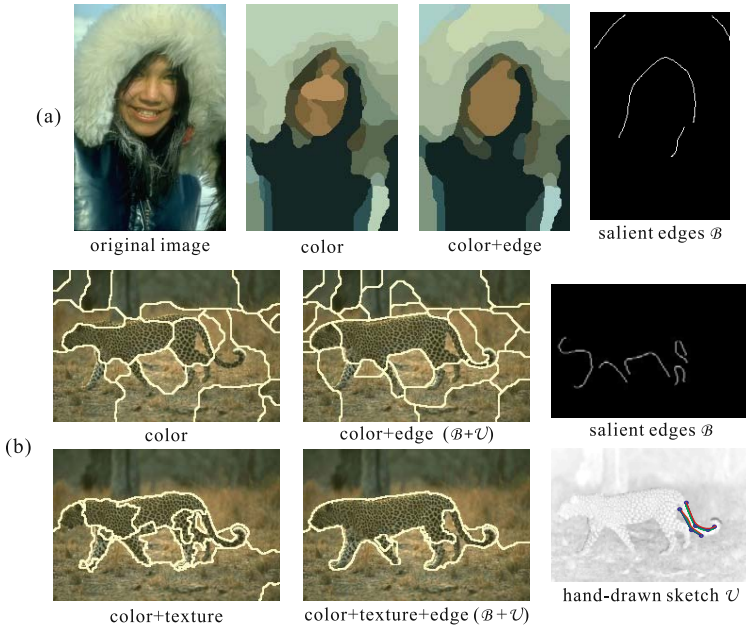 (a)
original image
color
color+edge
salient edges ℬ
color
color+edge (ℬ+𝒰)
salient edges ℬ
(b)
color+texture
color+texture+edge (ℬ+𝒰)
hand-drawn sketch 𝒰